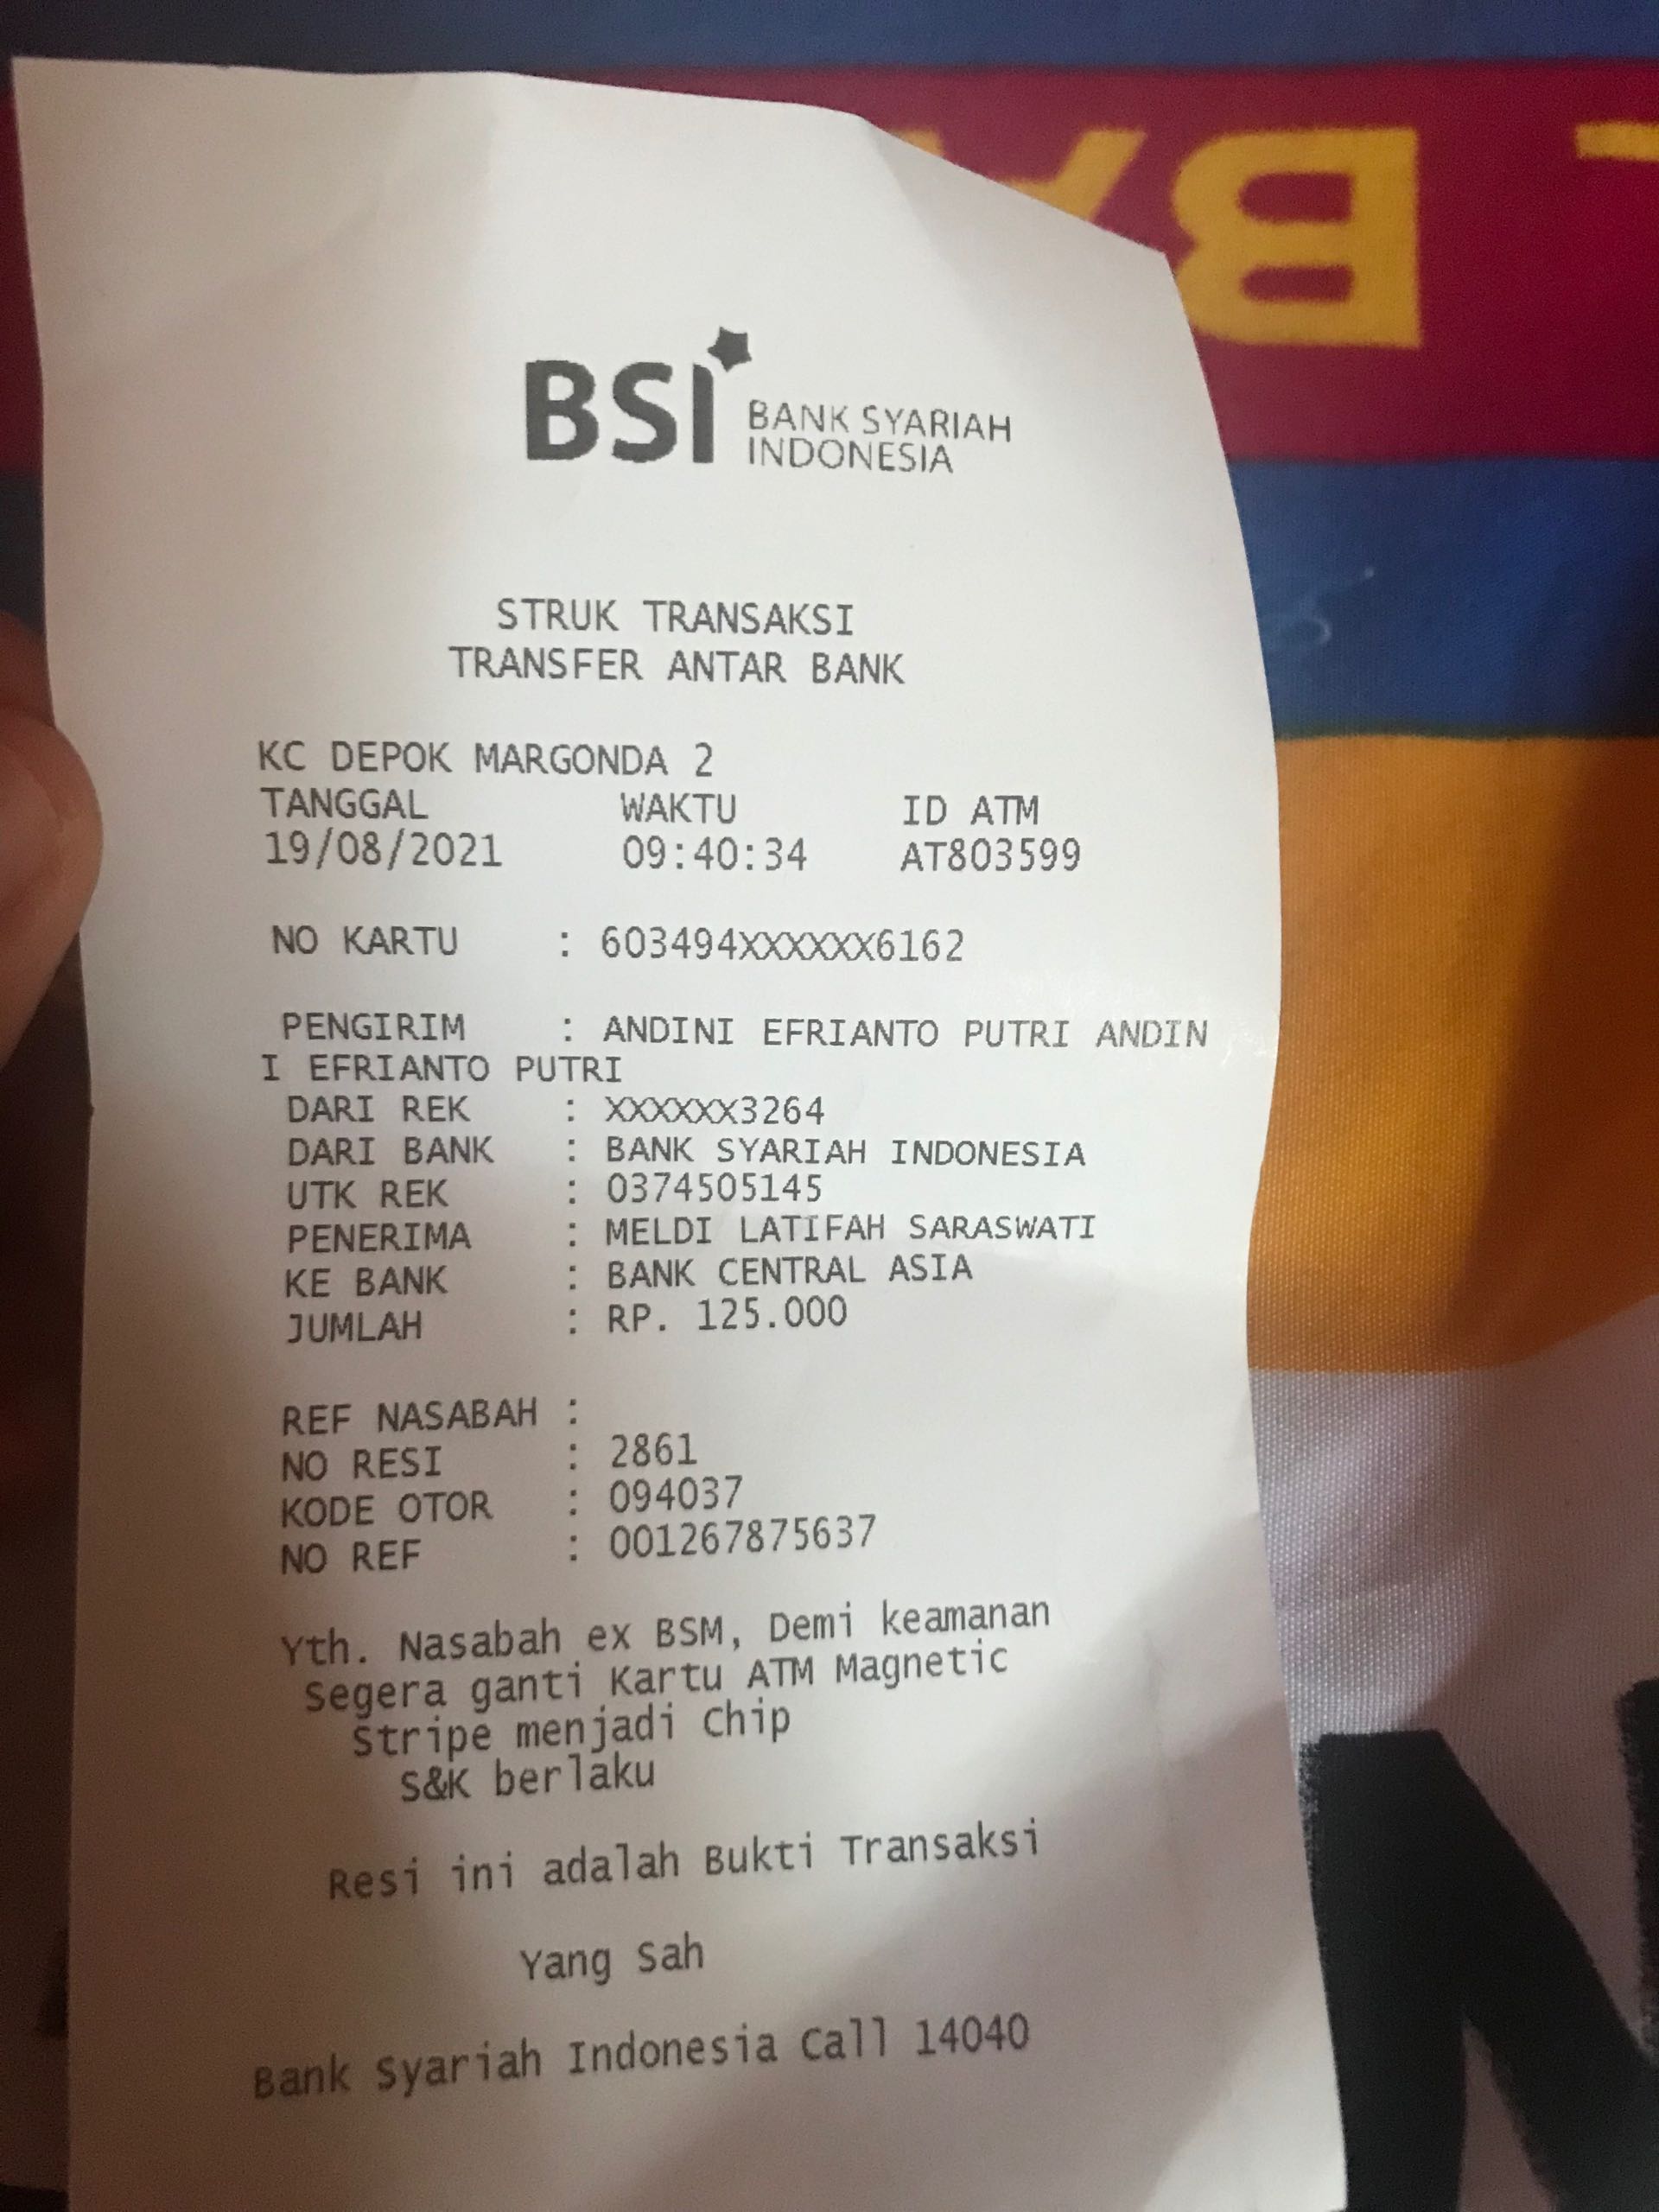 BA
BSI BANK SYARIAH
INDONESIA
STRUK TRANSAKSI
TRANSFER ANTAR BANK
KC DEPOK MARGONDA 2
TANGGAL WAKTU ID ATM
19/08/2021 09:40:34 AT803599
NO KARTU : 603494XXXXXX6162
PENGIRIM : ANDINI EFRIANTO PUTRI ANDIN
I EFRIANTO PUTRI
DARI REK : XXXXXX3264
DARI BANK : BANK SYARIAH INDONESIA
UTK REK : 0374505145
PENERIMA : MELDI LATIFAH SARASWATI
KE BANK : BANK CENTRAL ASIA
JUMLAH : RP. 125.000
REF NASABAH :
NO RESI : 2861
KODE OTOR : 094037
NO REF : 001267875637
Yth. Nasabah ex BSM, Demi keamanan
Segera ganti Kartu ATM Magnetic
Stripe menjadi Chip
S&K berlaku
Resi ini adalah Bukti Transaksi
Yang Sah
Bank Syariah Indonesia Call 14040
N